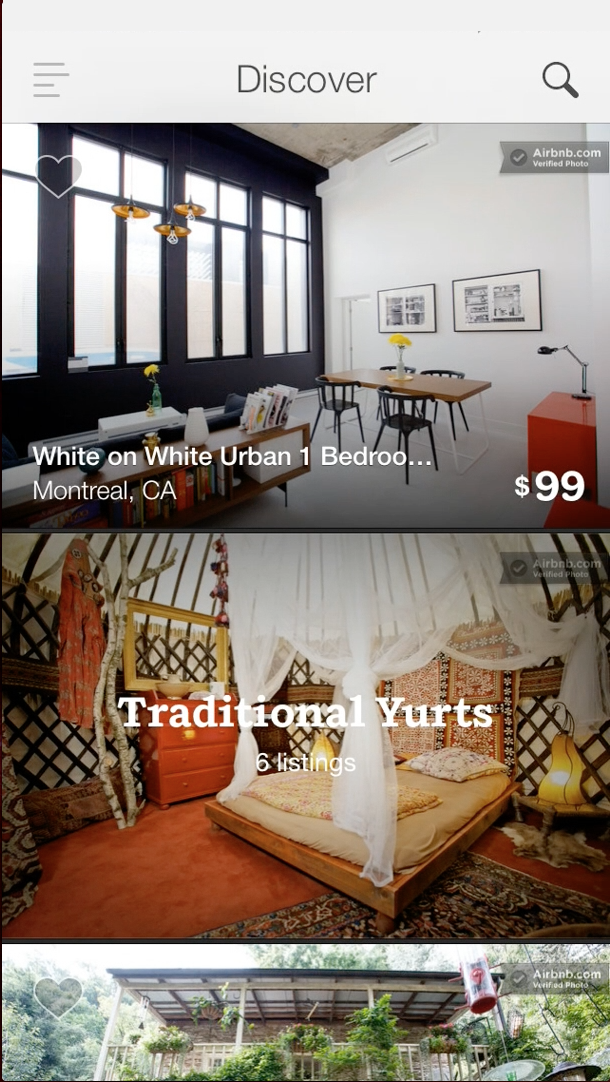 Discover
Airbnb.com
Verified Photo
White on White Urban 1 Bedroo…
Montreal, CA
$99
Airbnb.com
Verified Photo
Traditional Yurts
6 listings
Airbnb.com
Verified Photo